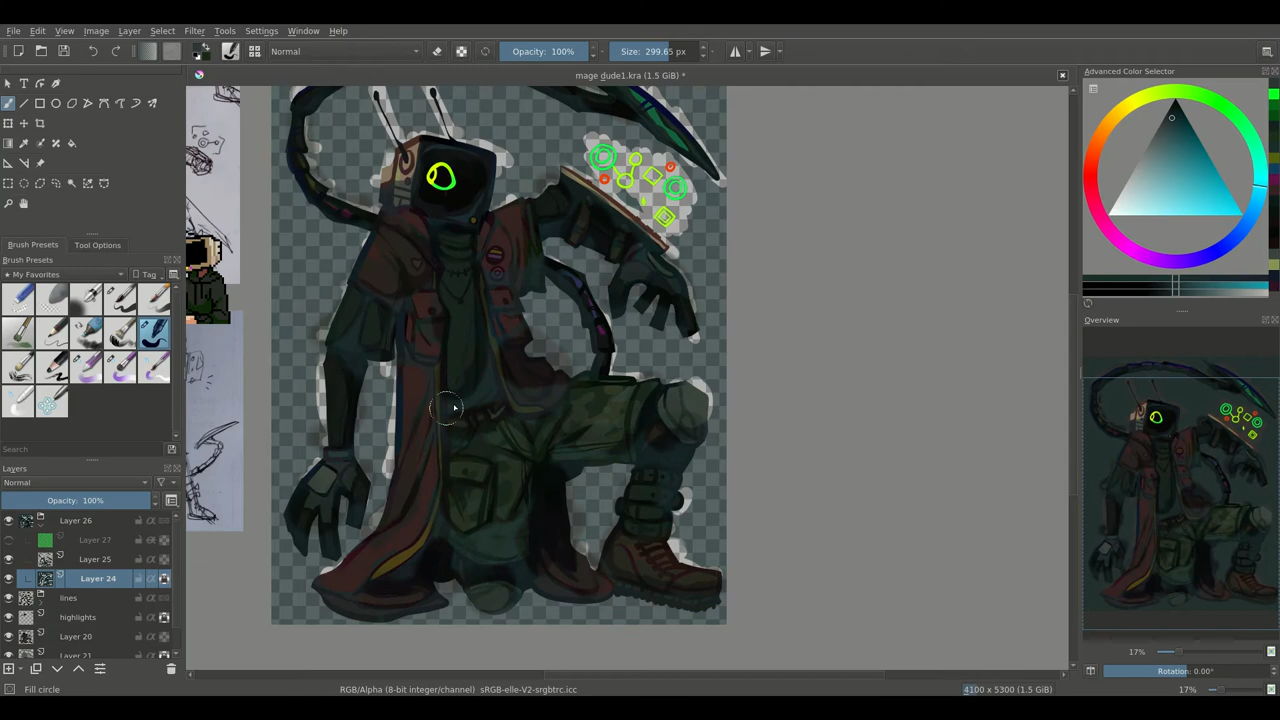 File Edit View Image Layer Select Filter Tools Settings Window Help
Normal Opacity: 100% Size: 299.65 px
mage dude1.kra (1.5 GiB) *
Advanced Color Selector
Brush Presets Tool Options
Brush Presets
★ My Favorites Tag
Search
Layers
Normal
Opacity: 100%
Layer 26
Layer 27
Layer 25
Layer 24
lines
highlights
Layer 20
Layer 21
Overview
17%
Rotation: 0.00°
Fill circle RGB/Alpha (8-bit integer/channel) sRGB-elle-V2-srgbtrc.icc 4100 x 5300 (1.5 GiB) 17%